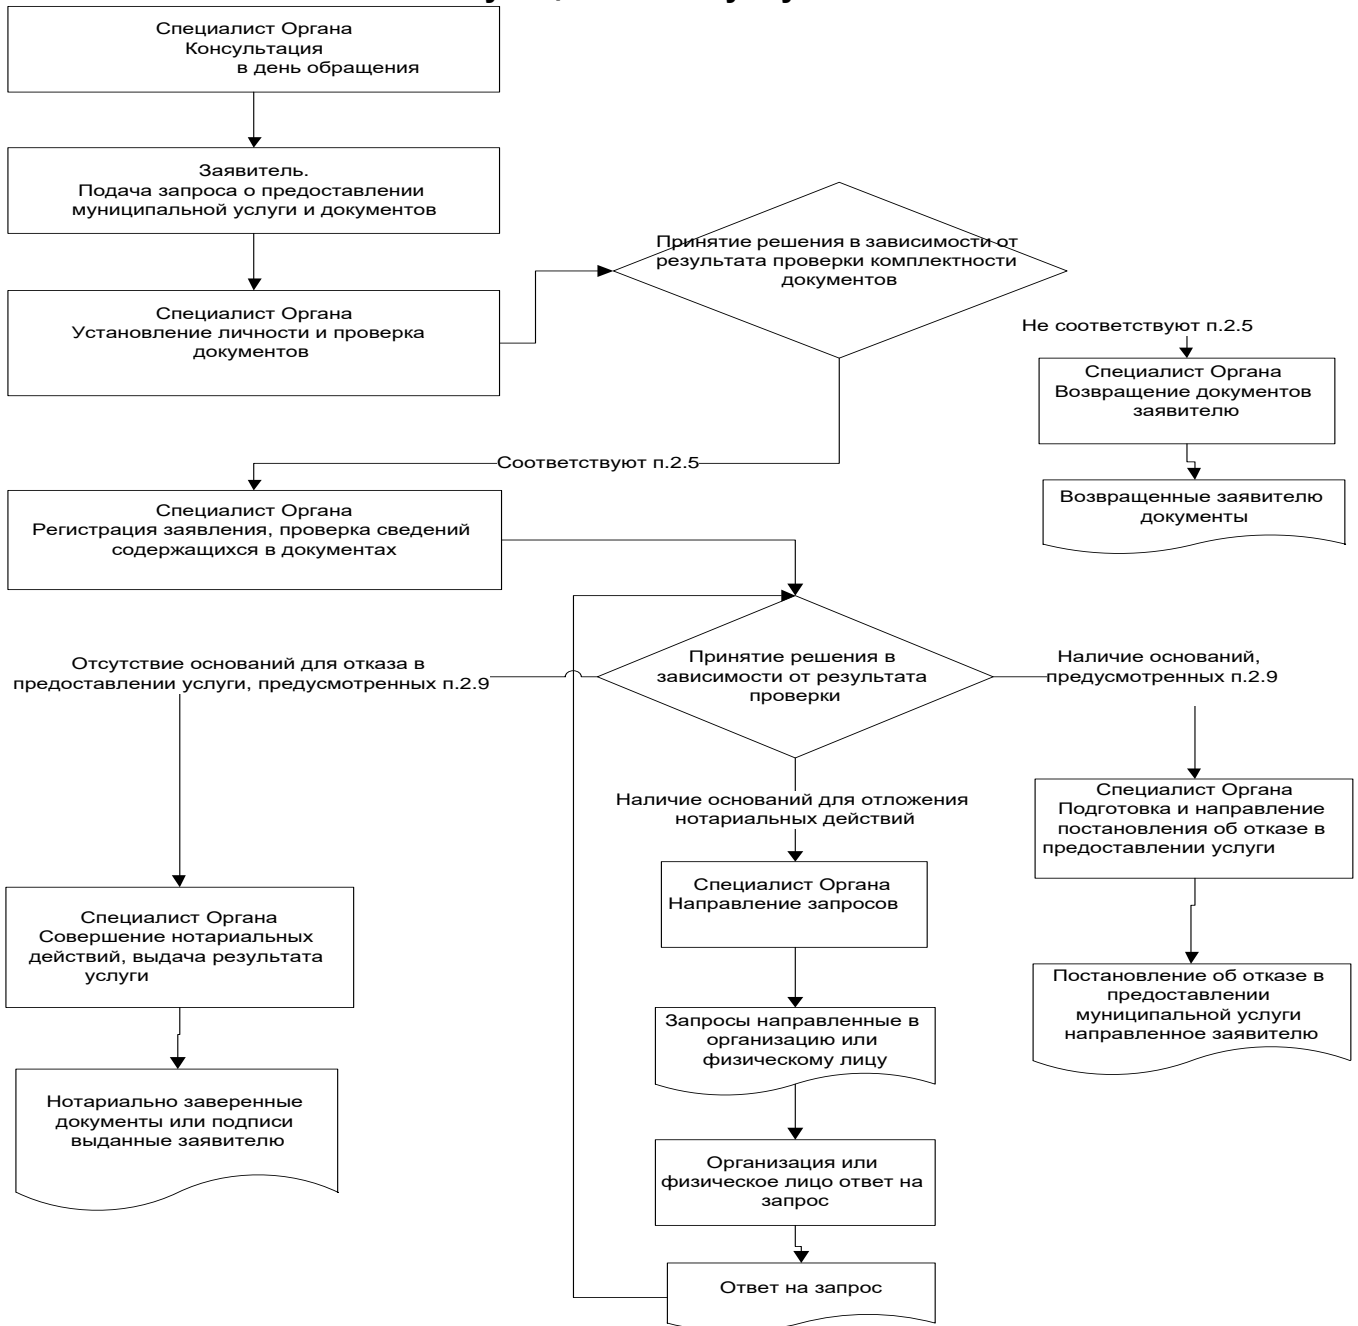 Специалист Органа
Консультация
в день обращения
Заявитель.
Подача запроса о предоставлении
муниципальной услуги и документов
Специалист Органа
Установление личности и проверка
документов
Принятие решения в зависимости от
результата проверки комплектности
документов
Не соответствуют п.2.5
Специалист Органа
Возвращение документов
заявителю
Возвращенные заявителю
документы
Соответствуют п.2.5
Специалист Органа
Регистрация заявления, проверка сведений
содержащихся в документах
Принятие решения в
зависимости от результата
проверки
Отсутствие оснований для отказа в
предоставлении услуги, предусмотренных п.2.9
Наличие оснований,
предусмотренных п.2.9
Наличие оснований для отложения
нотариальных действий
Специалист Органа
Подготовка и направление
постановления об отказе в
предоставлении услуги
Специалист Органа
Направление запросов
Специалист Органа
Совершение нотариальных
действий, выдача результата
услуги
Постановление об отказе в
предоставлении
муниципальной услуги
направленное заявителю
Запросы направленные в
организацию или
физическому лицу
Нотариально заверенные
документы или подписи
выданные заявителю
Организация или
физическое лицо ответ на
запрос
Ответ на запрос